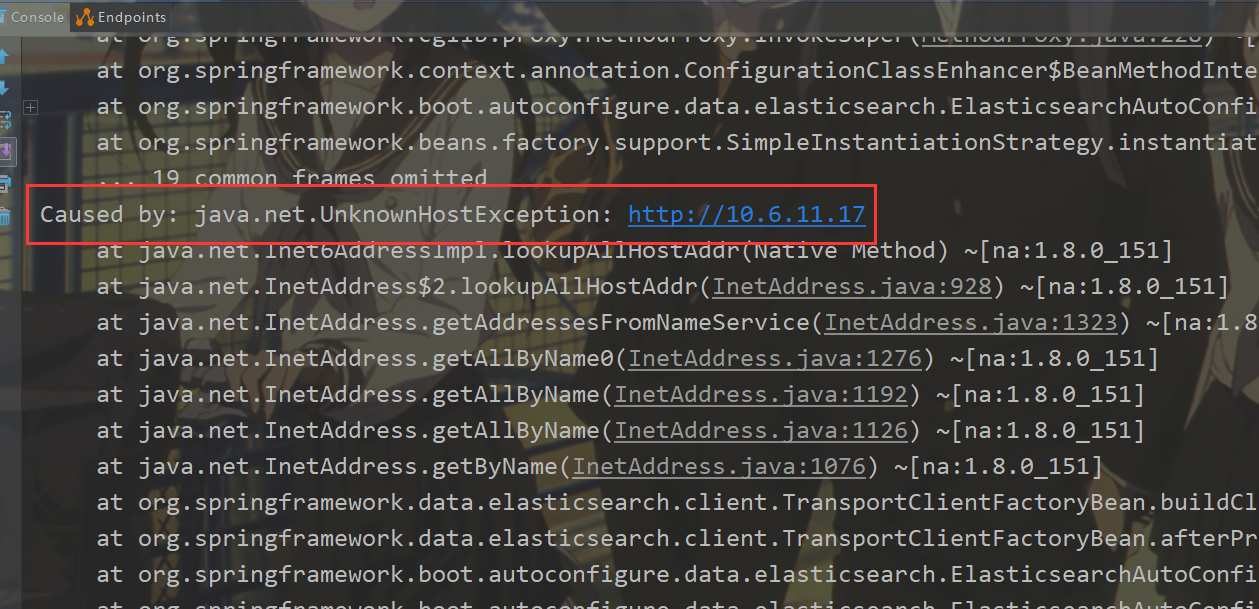 Console Endpoints
at org.springframework.cglib.proxy.MethodProxy.invokeSuper(MethodProxy.java:228) ~[
at org.springframework.context.annotation.ConfigurationClassEnhancer$BeanMethodInte
at org.springframework.boot.autoconfigure.data.elasticsearch.ElasticsearchAutoConfi
at org.springframework.beans.factory.support.SimpleInstantiationStrategy.instantiat
... 19 common frames omitted
Caused by: java.net.UnknownHostException: http://10.6.11.17
at java.net.Inet6AddressImpl.lookupAllHostAddr(Native Method) ~[na:1.8.0_151]
at java.net.InetAddress$2.lookupAllHostAddr(InetAddress.java:928) ~[na:1.8.0_151]
at java.net.InetAddress.getAddressesFromNameService(InetAddress.java:1323) ~[na:1.8
at java.net.InetAddress.getAllByName0(InetAddress.java:1276) ~[na:1.8.0_151]
at java.net.InetAddress.getAllByName(InetAddress.java:1192) ~[na:1.8.0_151]
at java.net.InetAddress.getAllByName(InetAddress.java:1126) ~[na:1.8.0_151]
at java.net.InetAddress.getByName(InetAddress.java:1076) ~[na:1.8.0_151]
at org.springframework.data.elasticsearch.client.TransportClientFactoryBean.buildCl
at org.springframework.data.elasticsearch.client.TransportClientFactoryBean.afterPr
at org.springframework.boot.autoconfigure.data.elasticsearch.ElasticsearchAutoConfi
at org.springframework.boot.autoconfigure.data.elasticsearch.ElasticsearchAutoConfi